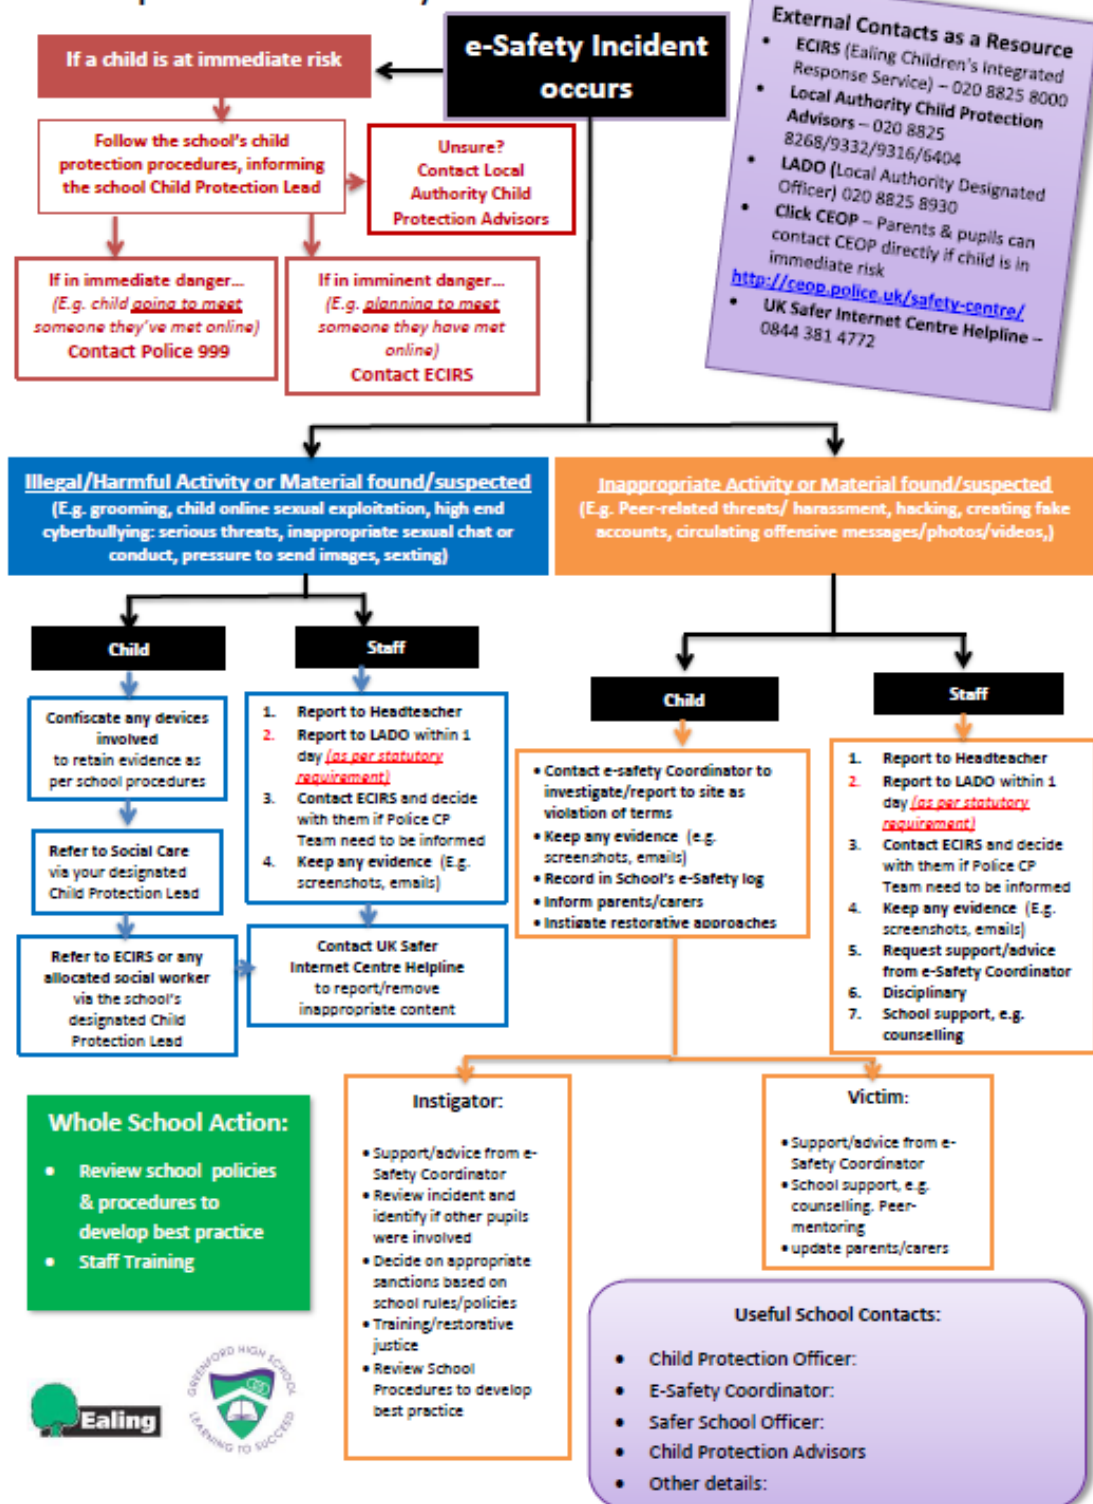 e-Safety Incident
occurs
If a child is at immediate risk
Follow the school's child
protection procedures, informing
the school Child Protection Lead
Unsure?
Contact Local
Authority Child
Protection Advisors
If in immediate danger...
(E.g. child going to meet
someone they've met online)
Contact Police 999
If in imminent danger...
(E.g. planning to meet
someone they have met
online)
Contact ECIRS
External Contacts as a Resource
• ECIRS (Ealing Children's Integrated
Response Service) – 020 8825 8000
• Local Authority Child Protection
Advisors – 020 8825
8268/9332/9316/6404
• LADO (Local Authority Designated
Officer) 020 8825 8930
• Click CEOP – Parents & pupils can
contact CEOP directly if child is in
immediate risk
http://ceop.police.uk/safety-centre/
• UK Safer Internet Centre Helpline –
0844 381 4772
Illegal/Harmful Activity or Material found/suspected
(E.g. grooming, child online sexual exploitation, high end
cyberbullying: serious threats, inappropriate sexual chat or
conduct, pressure to send images, sexting)
Inappropriate Activity or Material found/suspected
(E.g. Peer-related threats/ harassment, hacking, creating fake
accounts, circulating offensive messages/photos/videos,)
Child
Confiscate any devices
involved
to retain evidence as
per school procedures
Refer to Social Care
via your designated
Child Protection Lead
Refer to ECIRS or any
allocated social worker
via the school's
designated Child
Protection Lead
Staff
1. Report to Headteacher
2. Report to LADO within 1
day (as per statutory
requirement)
3. Contact ECIRS and decide
with them if Police CP
Team need to be informed
4. Keep any evidence (E.g.
screenshots, emails)
Contact UK Safer
Internet Centre Helpline
to report/remove
inappropriate content
Child
• Contact e-safety Coordinator to
investigate/report to site as
violation of terms
• Keep any evidence (e.g.
screenshots, emails)
• Record in School's e-Safety log
• Inform parents/carers
• Instigate restorative approaches
Staff
1. Report to Headteacher
2. Report to LADO within 1
day (as per statutory
requirement)
3. Contact ECIRS and decide
with them if Police CP
Team need to be informed
4. Keep any evidence (E.g.
screenshots, emails)
5. Request support/advice
from e-Safety Coordinator
6. Disciplinary
7. School support, e.g.
counselling
Instigator:
• Support/advice from e-
Safety Coordinator
• Review incident and
identify if other pupils
were involved
• Decide on appropriate
sanctions based on
school rules/policies
• Training/restorative
justice
• Review School
Procedures to develop
best practice
Victim:
• Support/advice from e-
Safety Coordinator
• School support, e.g.
counselling. Peer-
mentoring
• update parents/carers
Whole School Action:
• Review school policies
& procedures to
develop best practice
• Staff Training
Ealing
GREENFORD HIGH SCHOOL
LEARNING TO SUCCEED
Useful School Contacts:
• Child Protection Officer:
• E-Safety Coordinator:
• Safer School Officer:
• Child Protection Advisors
• Other details: